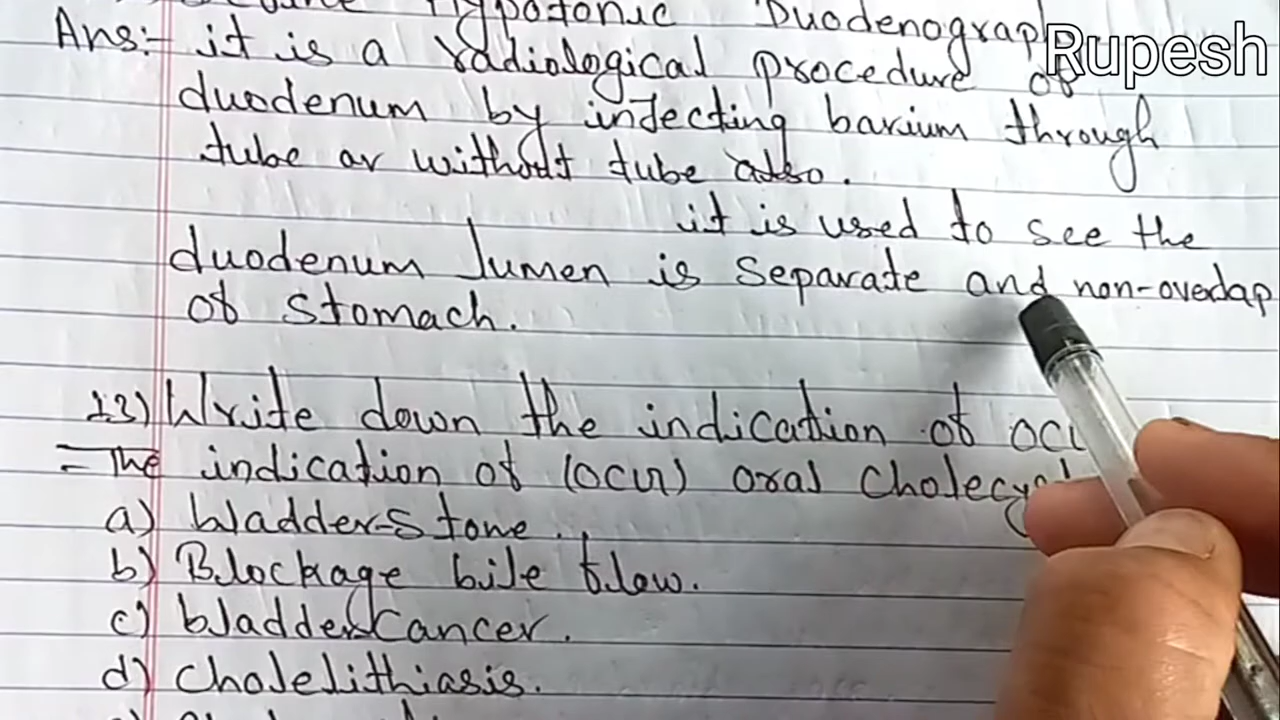 Hypotonic Duodenograph
Rupesh
Ans:- it is a radiological procedure of
duodenum by injecting barium through
tube or without tube also.
it is used to see the
duodenum lumen is separate and non-overlap
of stomach.
23) Write down the indication of OC
= The indication of (OCG) oral Cholecy
a) bladder-Stone.
b) Blockage bile flow.
c) bladder Cancer.
d) Cholelithiasis.